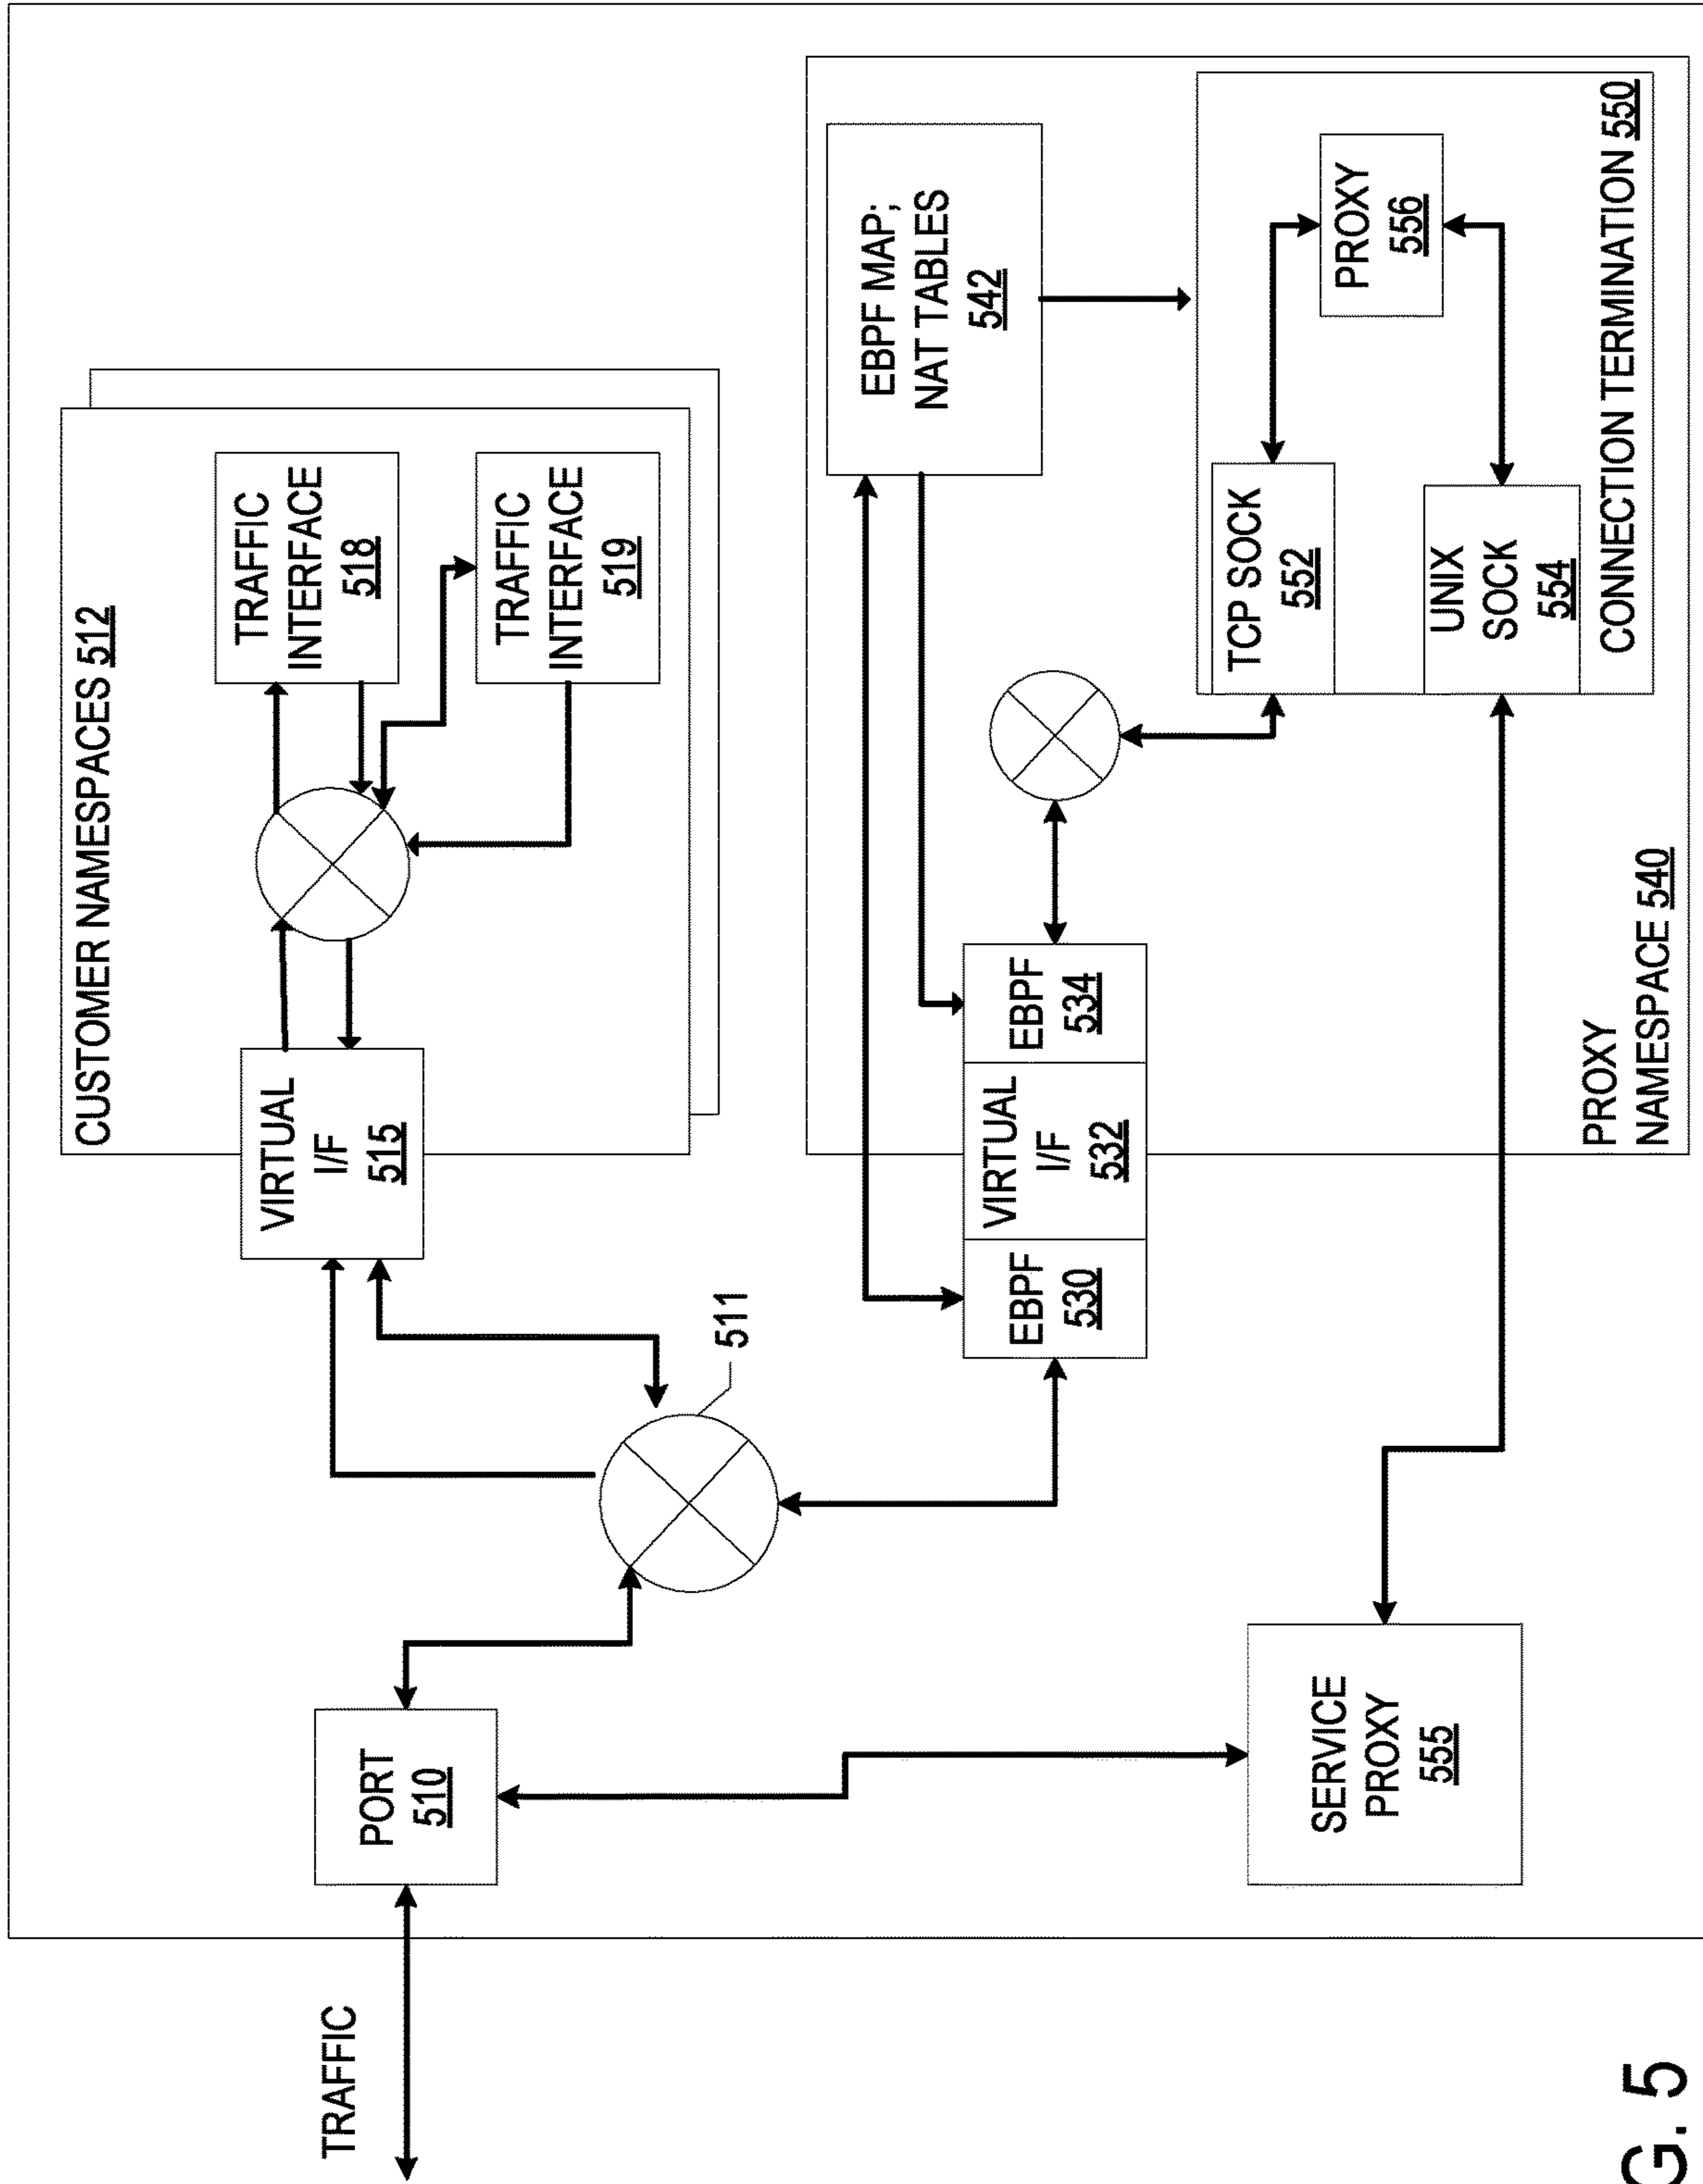 TRAFFIC
PORT
510
511
SERVICE
PROXY
555
CUSTOMER NAMESPACES 512
VIRTUAL
I/F
515
TRAFFIC
INTERFACE
518
TRAFFIC
INTERFACE
519
EBPF
530
VIRTUAL
I/F
532
EBPF
534
EBPF MAP;
NAT TABLES
542
TCP SOCK
552
UNIX
SOCK
554
PROXY
556
CONNECTION TERMINATION 550
PROXY
NAMESPACE 540
G. 5